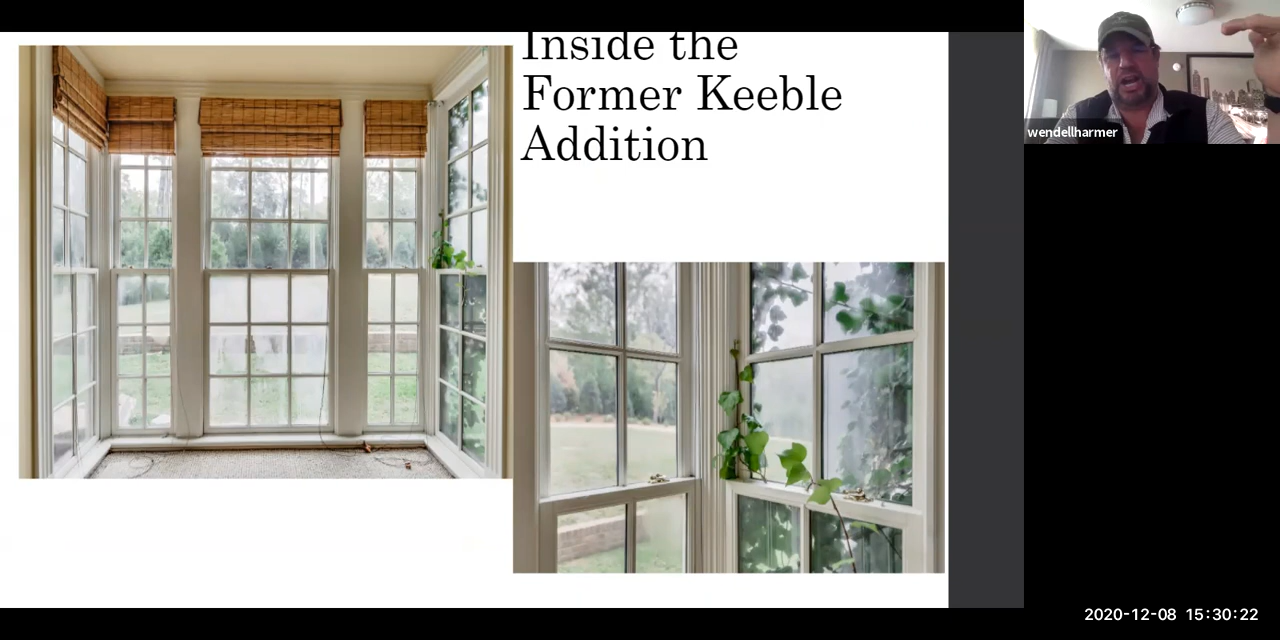 Inside the
Former Keeble
Addition
wendellharmer
2020-12-08 15:30:22